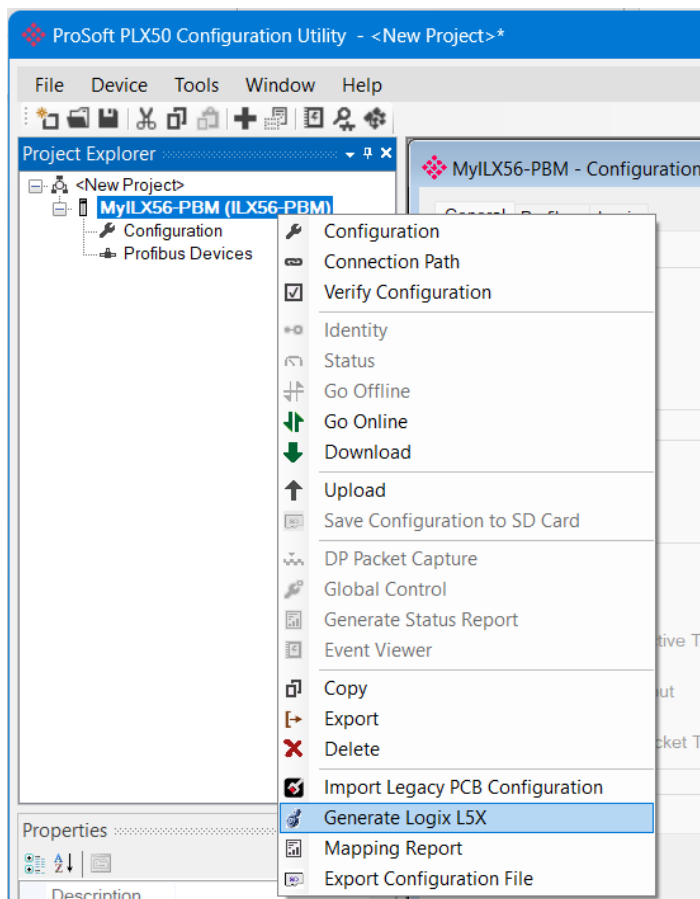 ProSoft PLX50 Configuration Utility - <New Project>*
File Device Tools Window Help
Project Explorer
<New Project>
MyILX56-PBM (ILX56-PBM)
Configuration
Profibus Devices
MyILX56-PBM - Configuration
General
Configuration
Connection Path
Verify Configuration
Identity
Status
Go Offline
Go Online
Download
Upload
Save Configuration to SD Card
DP Packet Capture
Global Control
Generate Status Report
Event Viewer
Copy
Export
Delete
Import Legacy PCB Configuration
Generate Logix L5X
Mapping Report
Export Configuration File
Properties
Description